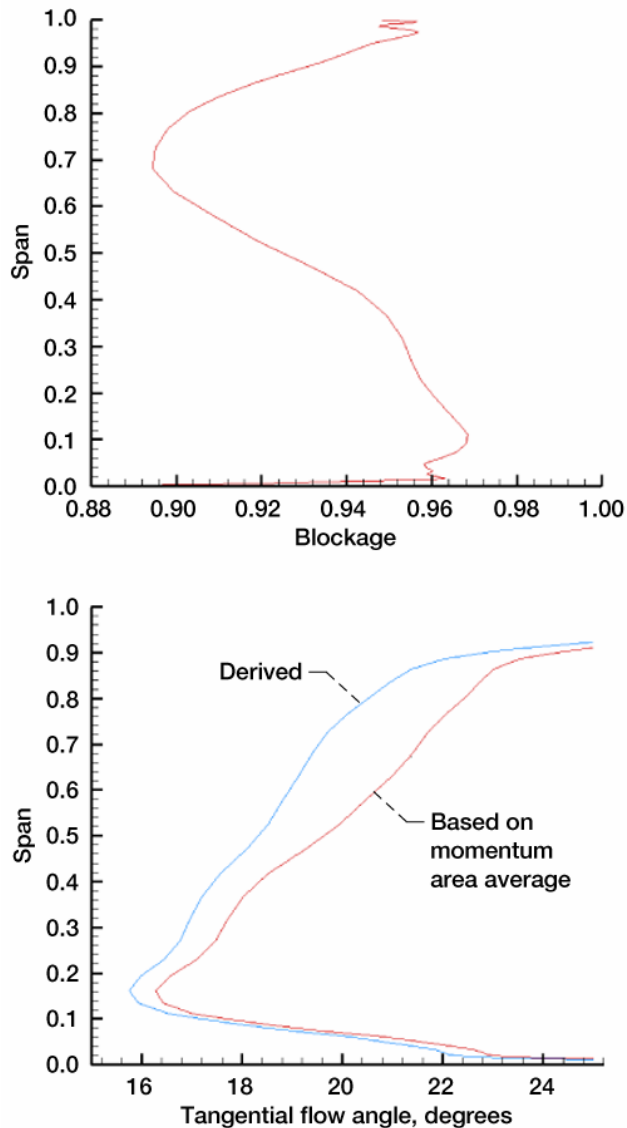 1.0
0.9
0.8
0.7
0.6
0.5
0.4
0.3
0.2
0.1
0.0
Span
0.88 0.90 0.92 0.94 0.96 0.98 1.00
Blockage
1.0
0.9
0.8
0.7
0.6
0.5
0.4
0.3
0.2
0.1
0.0
Span
Derived
Based on
momentum
area average
16 18 20 22 24
Tangential flow angle, degrees